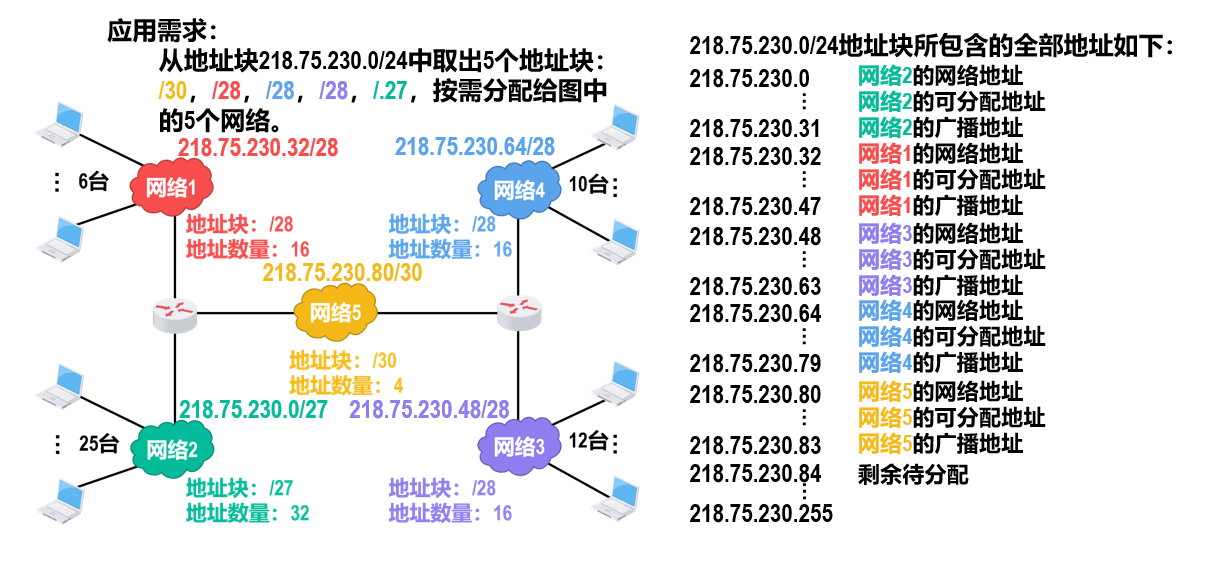 应用需求：
从地址块218.75.230.0/24中取出5个地址块：
/30，/28，/28，/28，/.27，按需分配给图中
的5个网络。
218.75.230.32/28
218.75.230.64/28
网络1
⋮ 6台
网络4
10台⋮
地址块：/28
地址数量：16
地址块：/28
地址数量：16
218.75.230.80/30
网络5
地址块：/30
地址数量：4
218.75.230.0/27
218.75.230.48/28
网络2
⋮ 25台
网络3
12台⋮
地址块：/27
地址数量：32
地址块：/28
地址数量：16
218.75.230.0/24地址块所包含的全部地址如下：
218.75.230.0 网络2的网络地址
⋮ 网络2的可分配地址
218.75.230.31 网络2的广播地址
218.75.230.32 网络1的网络地址
⋮ 网络1的可分配地址
218.75.230.47 网络1的广播地址
218.75.230.48 网络3的网络地址
⋮ 网络3的可分配地址
218.75.230.63 网络3的广播地址
218.75.230.64 网络4的网络地址
⋮ 网络4的可分配地址
218.75.230.79 网络4的广播地址
218.75.230.80 网络5的网络地址
⋮ 网络5的可分配地址
218.75.230.83 网络5的广播地址
218.75.230.84 剩余待分配
⋮
218.75.230.255